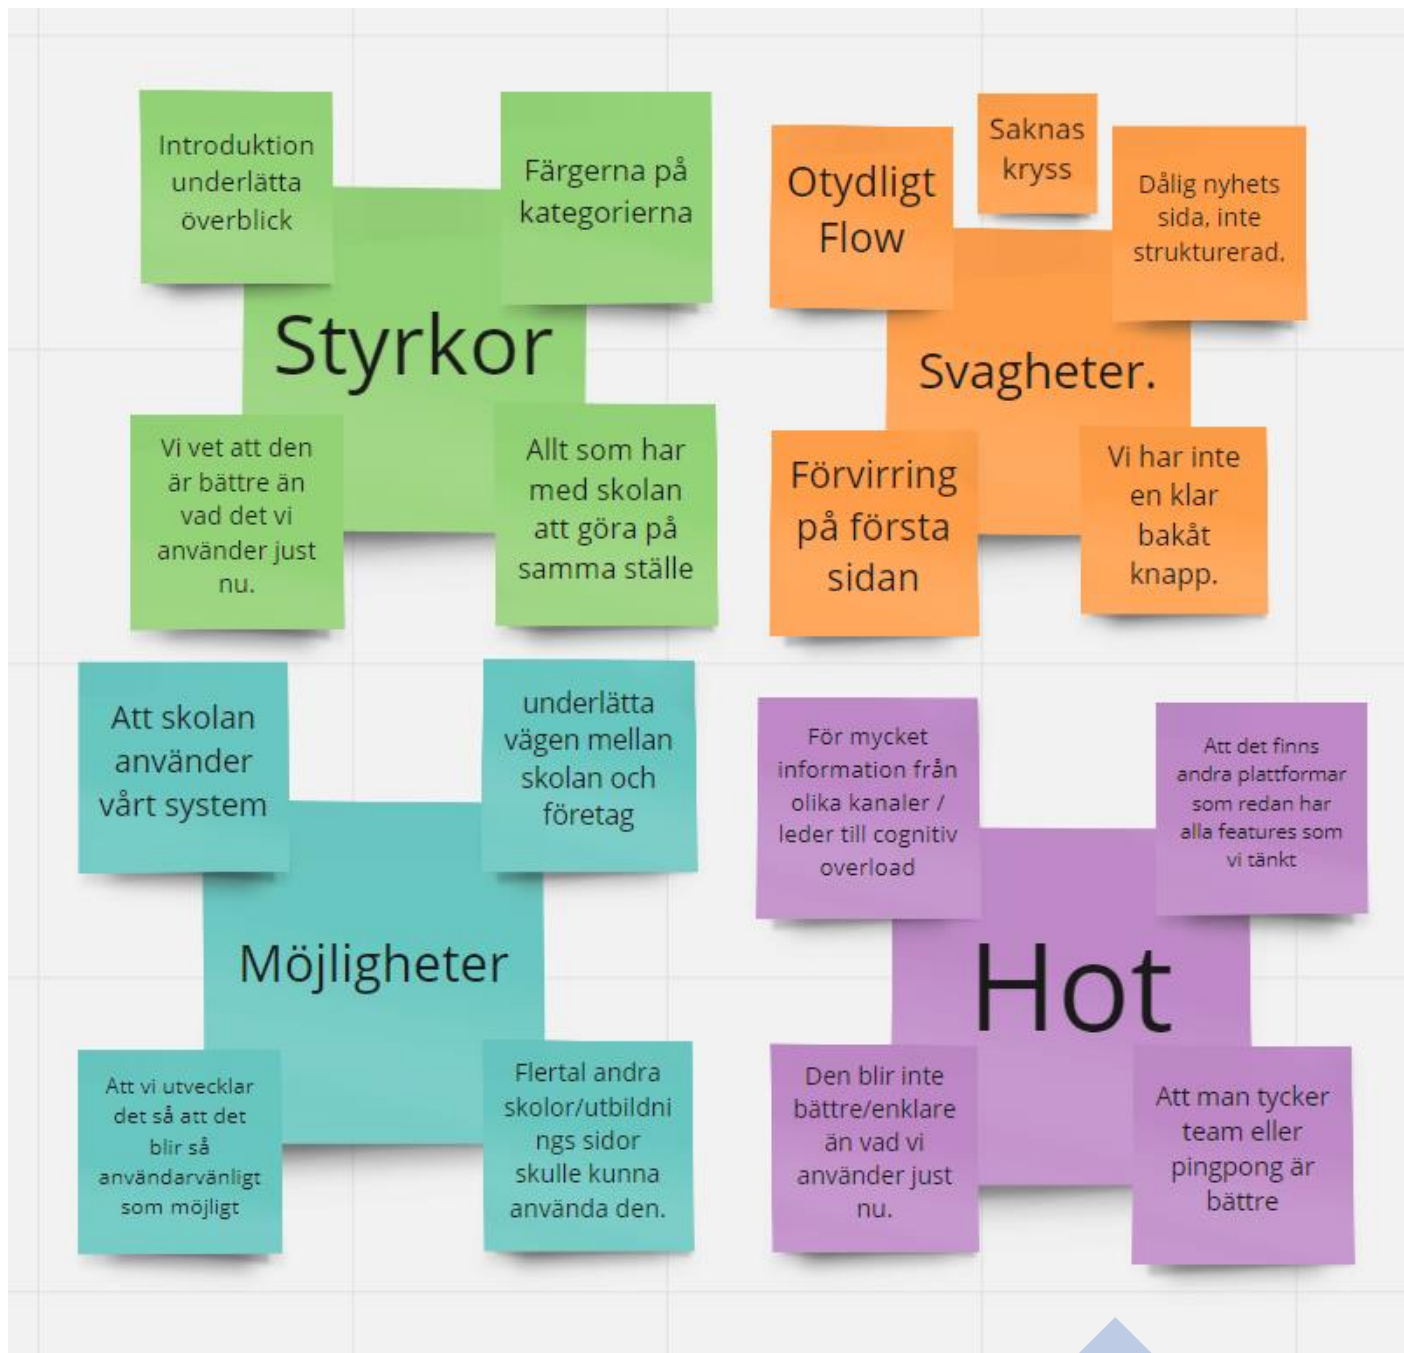 Introduktion
underlätta
överblick
Färgerna på
kategorierna
Styrkor
Vi vet att den
är bättre än
vad det vi
använder just
nu.
Allt som har
med skolan
att göra på
samma ställe
Otydligt
Flow
Saknas
kryss
Dålig nyhets
sida, inte
strukturerad.
Svagheter.
Förvirring
på första
sidan
Vi har inte
en klar
bakåt
knapp.
Att skolan
använder
vårt system
underlätta
vägen mellan
skolan och
företag
Möjligheter
Att vi utvecklar
det så att det
blir så
användarvänligt
som möjligt
Flertal andra
skolor/utbildni
ngs sidor
skulle kunna
använda den.
För mycket
information från
olika kanaler /
leder till cognitiv
overload
Att det finns
andra plattformar
som redan har
alla features som
vi tänkt
Hot
Den blir inte
bättre/enklare
än vad vi
använder just
nu.
Att man tycker
team eller
pingpong är
bättre